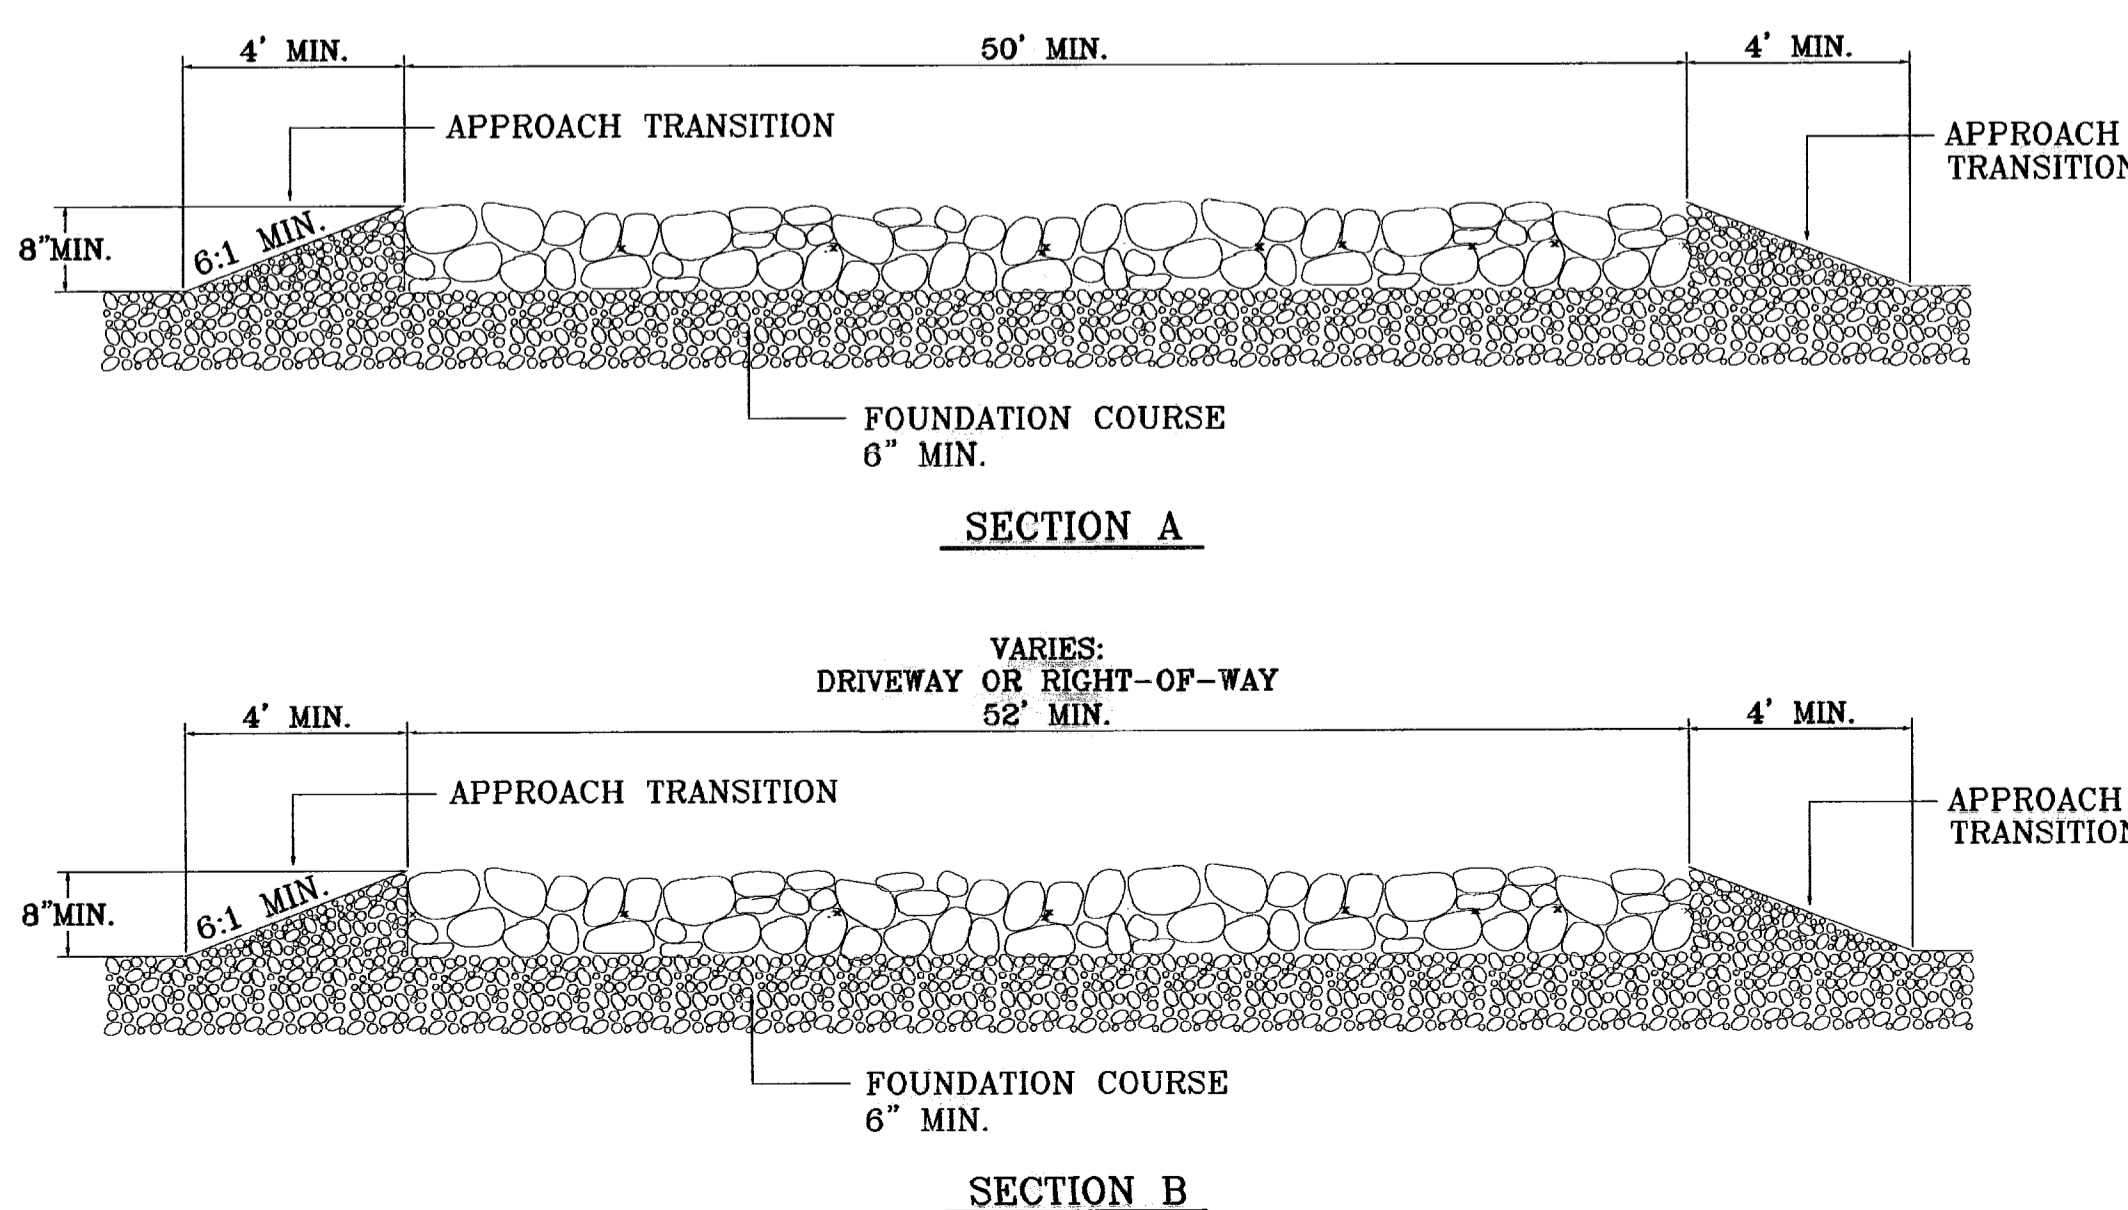 4' MIN.
50' MIN.
4' MIN.
APPROACH TRANSITION
APPROACH
TRANSITION
8"MIN.
6:1 MIN.
FOUNDATION COURSE
6" MIN.
SECTION A
VARIES:
DRIVEWAY OR RIGHT-OF-WAY
52' MIN.
4' MIN.
4' MIN.
APPROACH TRANSITION
APPROACH
TRANSITION
8"MIN.
6:1 MIN.
FOUNDATION COURSE
6" MIN.
SECTION B